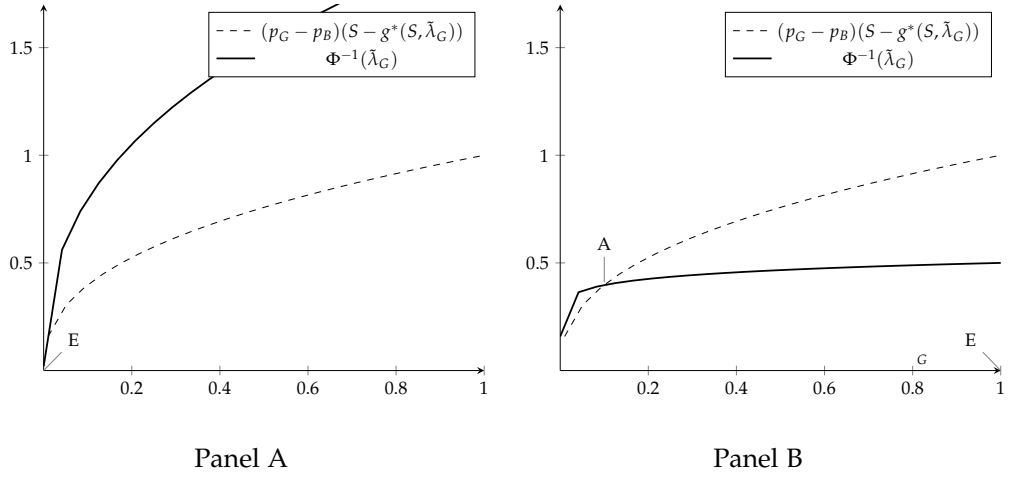 (p_G − p_B)(S − g*(S, λ̃_G))
Φ⁻¹(λ̃_G)
1.5
1
0.5
E
0.2
0.4
0.6
0.8
1
Panel A
(p_G − p_B)(S − g*(S, λ̃_G))
Φ⁻¹(λ̃_G)
1.5
1
A
0.5
E
G
0.2
0.4
0.6
0.8
1
Panel B